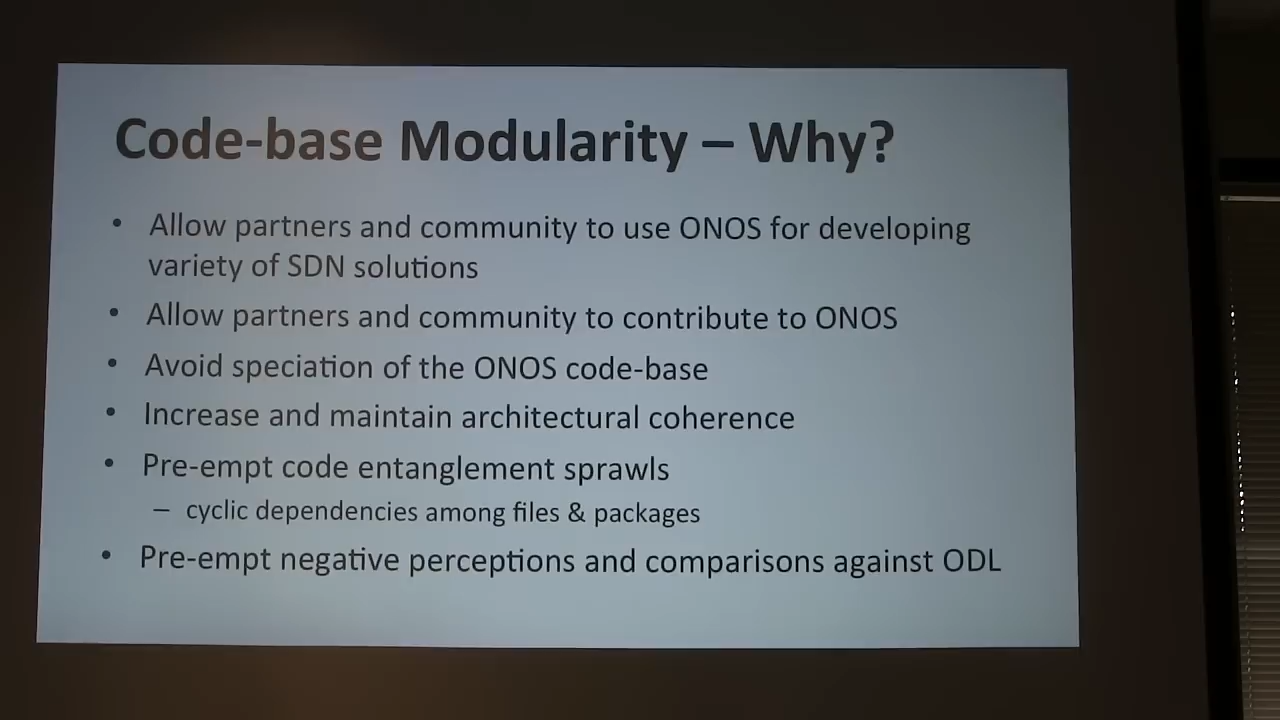 Code-base Modularity – Why?
• Allow partners and community to use ONOS for developing
variety of SDN solutions
• Allow partners and community to contribute to ONOS
• Avoid speciation of the ONOS code-base
• Increase and maintain architectural coherence
• Pre-empt code entanglement sprawls
– cyclic dependencies among files & packages
• Pre-empt negative perceptions and comparisons against ODL